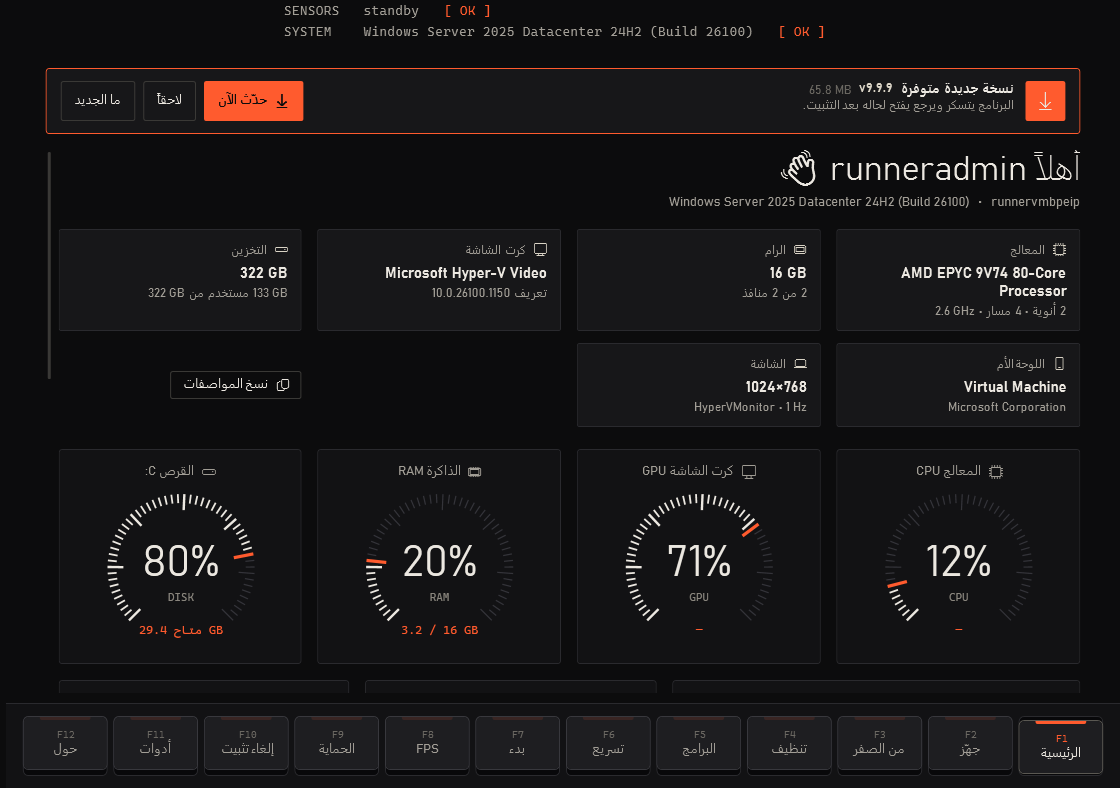 SENSORS standby [ OK ]
SYSTEM Windows Server 2025 Datacenter 24H2 (Build 26100) [ OK ]
نسخة جديدة متوفرة v9.9.9 65.8 MB
البرنامج يتسكر ويرجع يفتح لحاله بعد التثبيت.
حدّث الآن
لاحقاً
ما الجديد
أهلاً runneradmin
Windows Server 2025 Datacenter 24H2 (Build 26100) • runnervmbpeip
المعالج
AMD EPYC 9V74 80-Core Processor
2 أنوية • 4 مسار • 2.6 GHz
الرام
16 GB
2 من 2 منافذ
كرت الشاشة
Microsoft Hyper-V Video
تعريف 10.0.26100.1150
التخزين
322 GB
133 GB مستخدم من 322 GB
اللوحة الأم
Virtual Machine
Microsoft Corporation
الشاشة
1024×768
HyperVMonitor • 1 Hz
نسخ المواصفات
المعالج CPU
12%
CPU
—
كرت الشاشة GPU
71%
GPU
—
الذاكرة RAM
20%
RAM
3.2 / 16 GB
القرص C:
80%
DISK
29.4 متاح GB
F1
الرئيسية
F2
جهّز
F3
من الصفر
F4
تنظيف
F5
البرامج
F6
تسريع
F7
بدء
F8
FPS
F9
الحماية
F10
إلغاء تثبيت
F11
أدوات
F12
حول